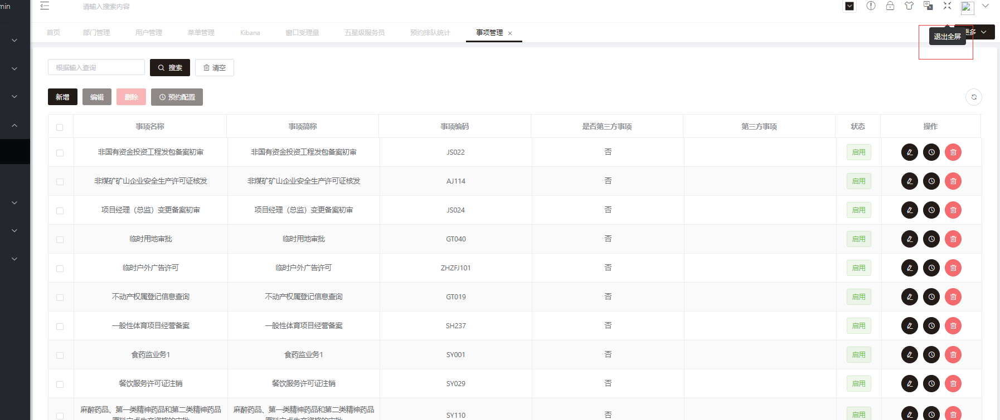 min
请输入搜索内容
首页 部门管理 用户管理 菜单管理 Kibana 窗口受理量 五星级服务员 预约排队统计 事项管理 更多
退出全屏
根据输入查询 搜索 清空
新增 编辑 删除 预约配置
事项名称 事项简称 事项编码 是否第三方事项 第三方事项 状态 操作
非国有资金投资工程发包备案初审 非国有资金投资工程发包备案初审 JS022 否 启用
非煤矿矿山企业安全生产许可证核发 非煤矿矿山企业安全生产许可证核发 AJ114 否 启用
项目经理（总监）变更备案初审 项目经理（总监）变更备案初审 JS024 否 启用
临时用地审批 临时用地审批 GT040 否 启用
临时户外广告许可 临时户外广告许可 ZHZFJ101 否 启用
不动产权属登记信息查询 不动产权属登记信息查询 GT019 否 启用
一般性体育项目经营备案 一般性体育项目经营备案 SH237 否 启用
食药监业务1 食药监业务1 SY001 否 启用
餐饮服务许可证注销 餐饮服务许可证注销 SY029 否 启用
麻醉药品、第一类精神药品和第二类精神药品 麻醉药品、第一类精神药品和第二类精神药品 SY110 否 启用